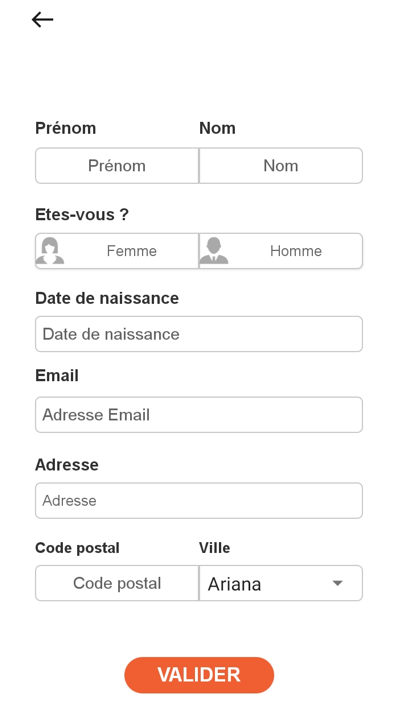 Prénom Nom
Prénom Nom
Etes-vous ?
Femme Homme
Date de naissance
Date de naissance
Email
Adresse Email
Adresse
Adresse
Code postal Ville
Code postal Ariana
VALIDER